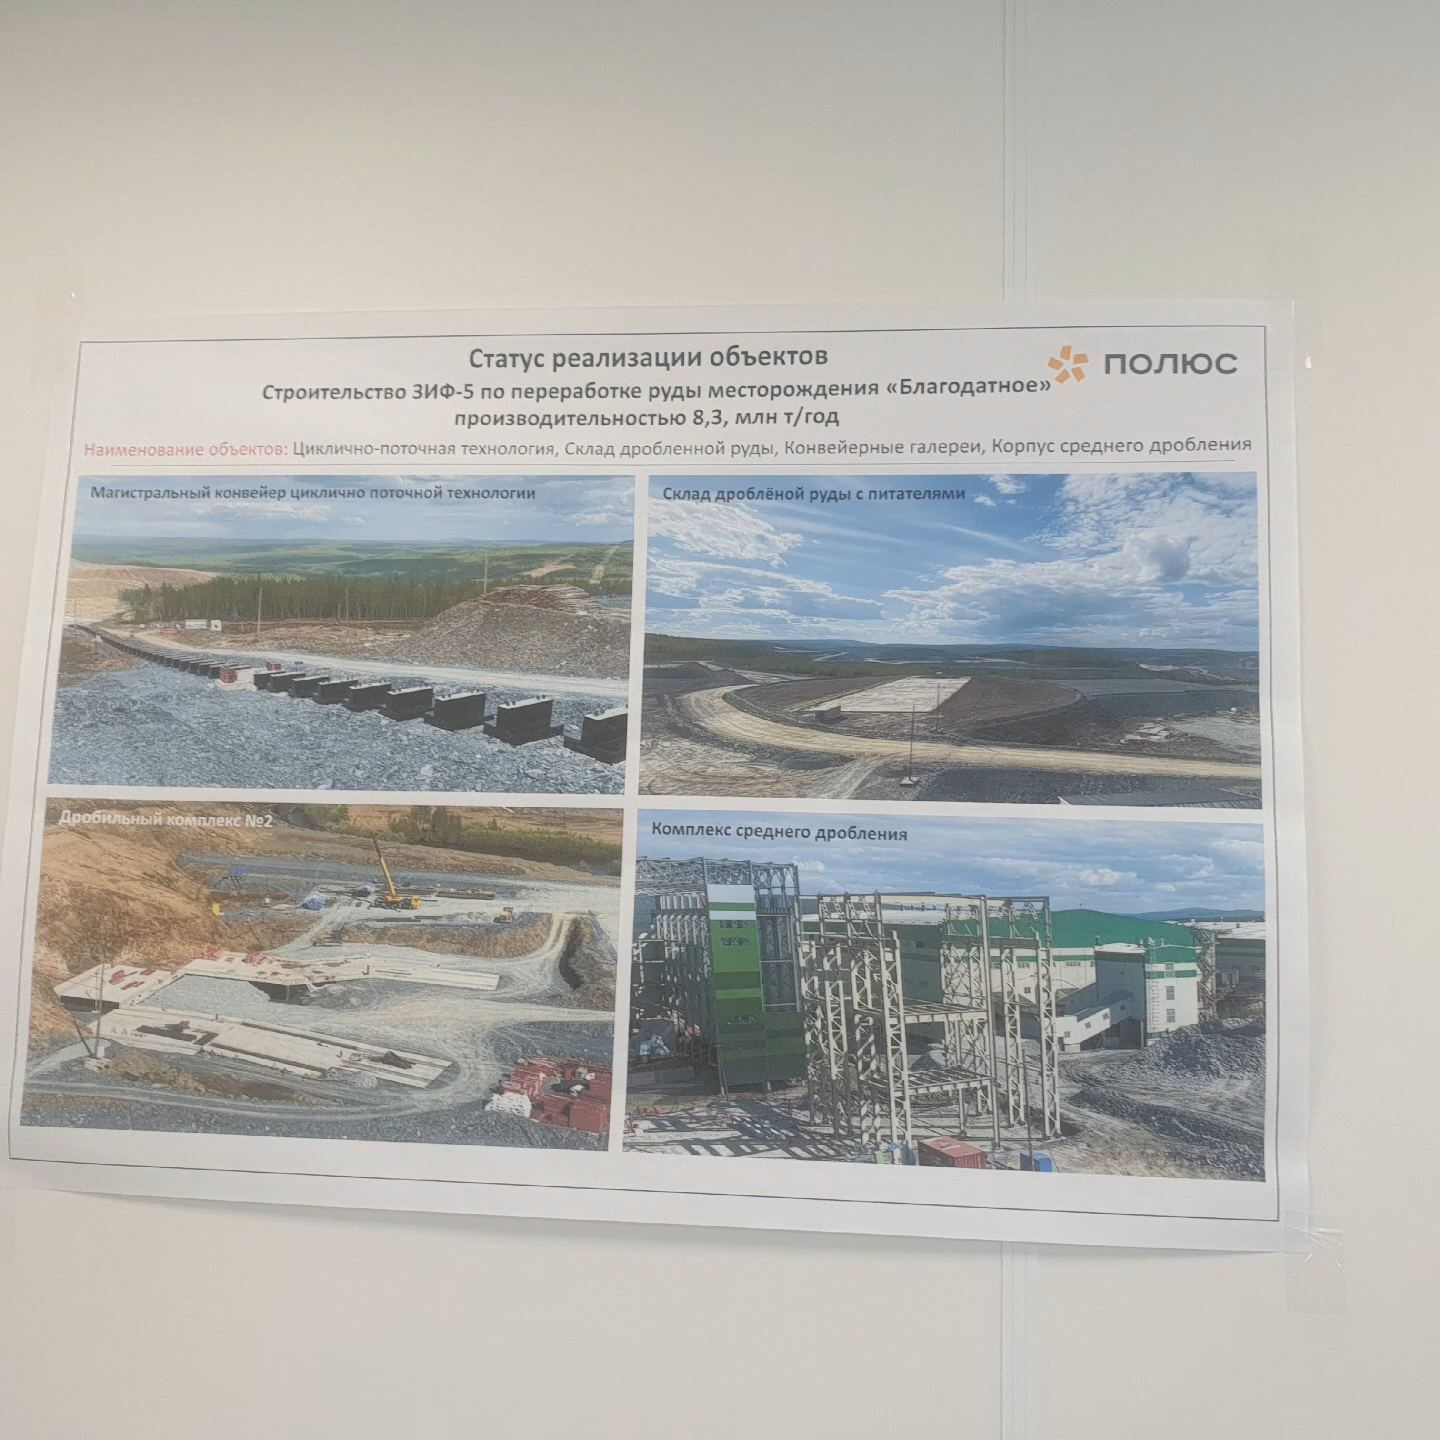 Статус реализации объектов
ПОЛЮС
Строительство ЗИФ-5 по переработке руды месторождения «Благодатное»
производительностью 8,3, млн т/год
Наименование объектов: Циклично-поточная технология, Склад дробленной руды, Конвейерные галереи, Корпус среднего дробления
Магистральный конвейер циклично поточной технологии
Склад дроблёной руды с питателями
Дробильный комплекс №2
Комплекс среднего дробления